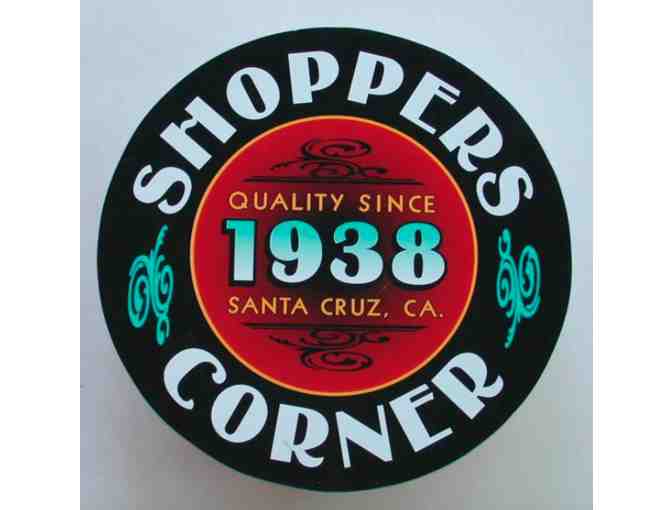 SHOPPERS
QUALITY SINCE
1938
SANTA CRUZ, CA.
CORNER